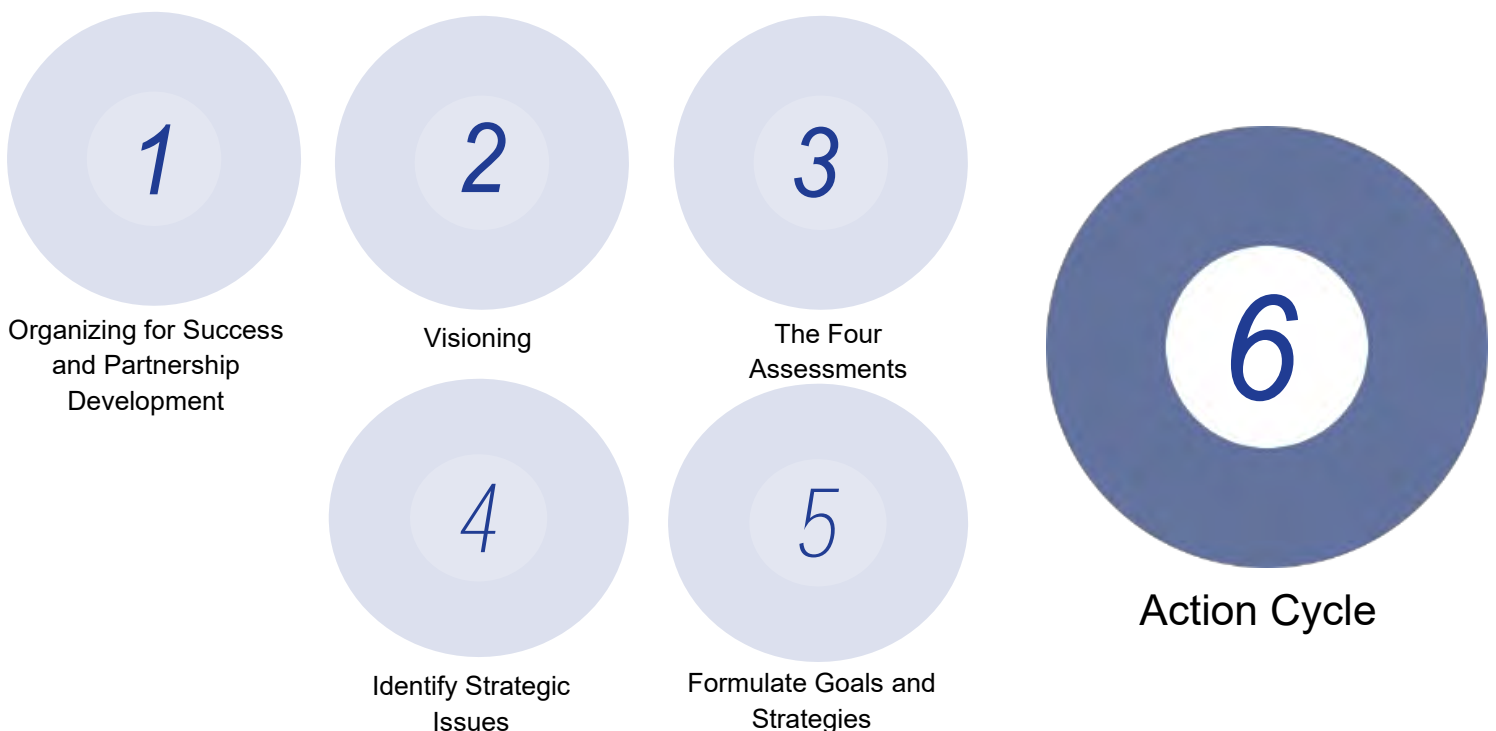 1
Organizing for Success
and Partnership
Development
2
Visioning
3
The Four
Assessments
4
Identify Strategic
Issues
5
Formulate Goals and
Strategies
6
Action Cycle